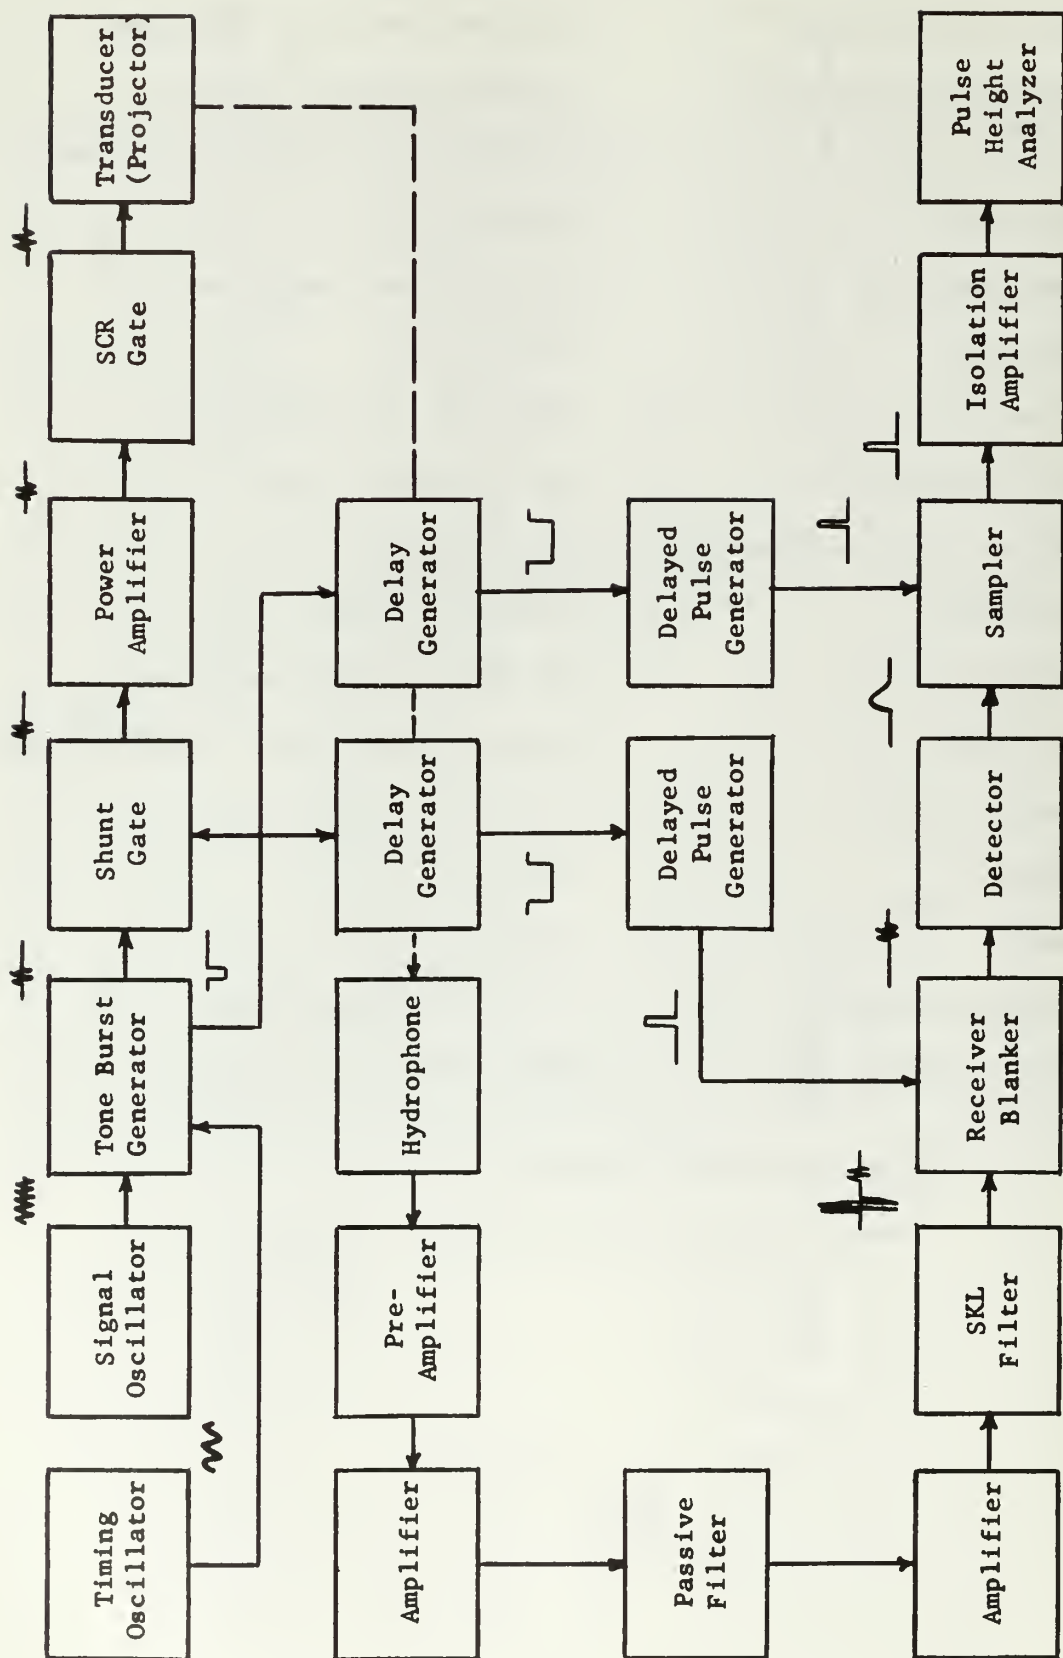 Timing
Oscillator
Signal
Oscillator
Tone Burst
Generator
Shunt
Gate
Power
Amplifier
SCR
Gate
Transducer
(Projector)
Amplifier
Pre-
Amplifier
Hydrophone
Delay
Generator
Delay
Generator
Passive
Filter
Delayed
Pulse
Generator
Delayed
Pulse
Generator
Amplifier
SKL
Filter
Receiver
Blanker
Detector
Sampler
Isolation
Amplifier
Pulse
Height
Analyzer